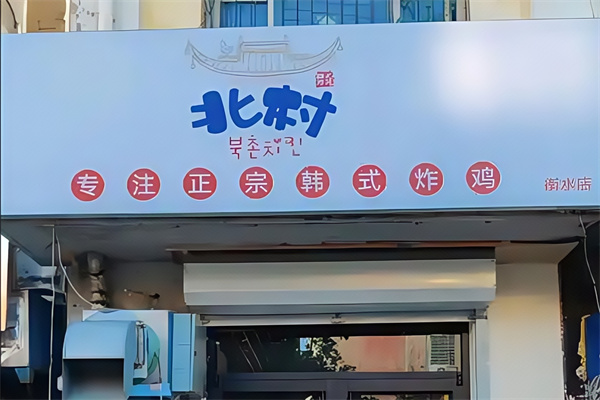 北村
북촌치킨
专注正宗韩式炸鸡
衡水店